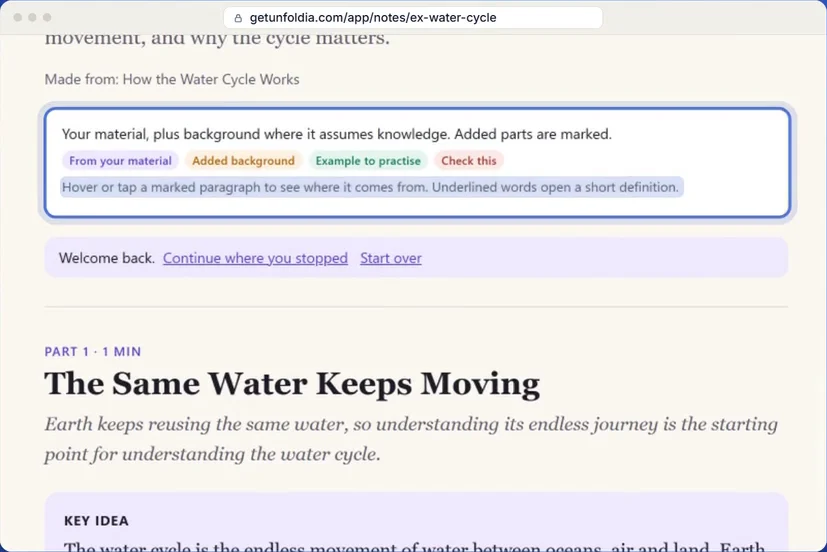 getunfoldia.com/app/notes/ex-water-cycle
movement, and why the cycle matters.
Made from: How the Water Cycle Works
Your material, plus background where it assumes knowledge. Added parts are marked.
From your material Added background Example to practise Check this
Hover or tap a marked paragraph to see where it comes from. Underlined words open a short definition.
Welcome back. Continue where you stopped Start over
PART 1 · 1 MIN
The Same Water Keeps Moving
Earth keeps reusing the same water, so understanding its endless journey is the starting
point for understanding the water cycle.
KEY IDEA
The water cycle is the endless movement of water between oceans, air and land. Earth